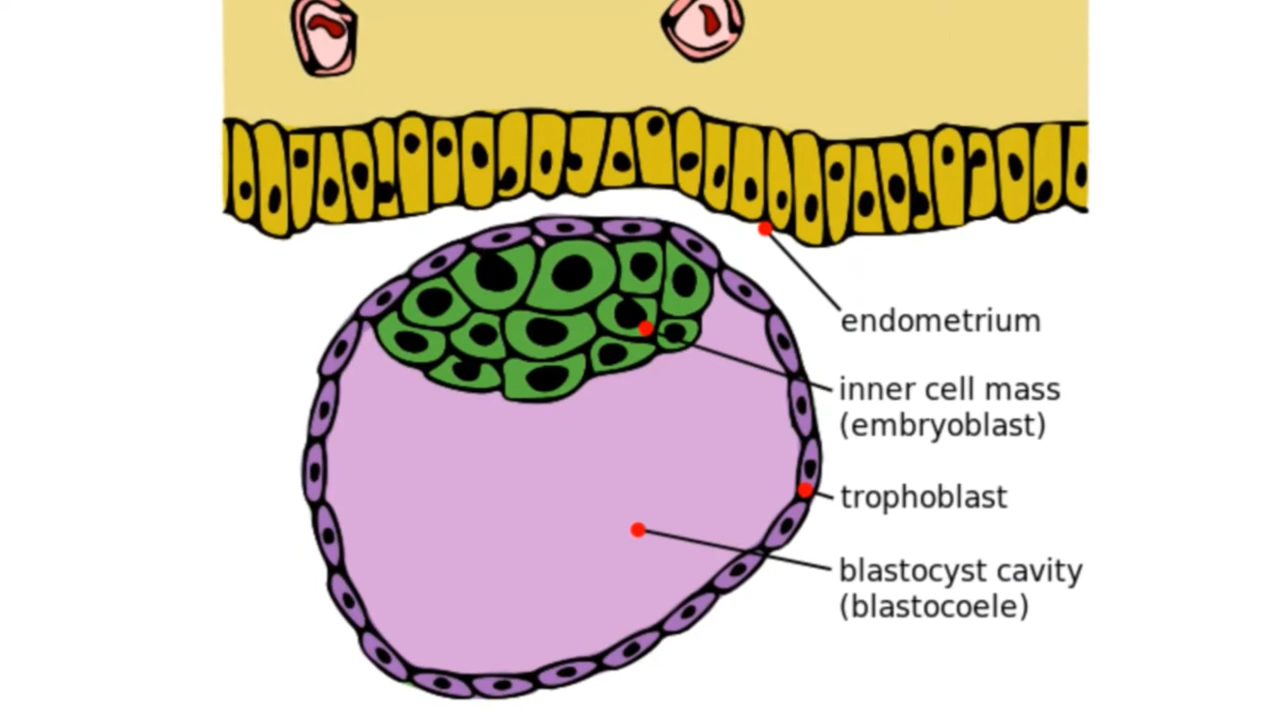 endometrium
inner cell mass
(embryoblast)
trophoblast
blastocyst cavity
(blastocoele)